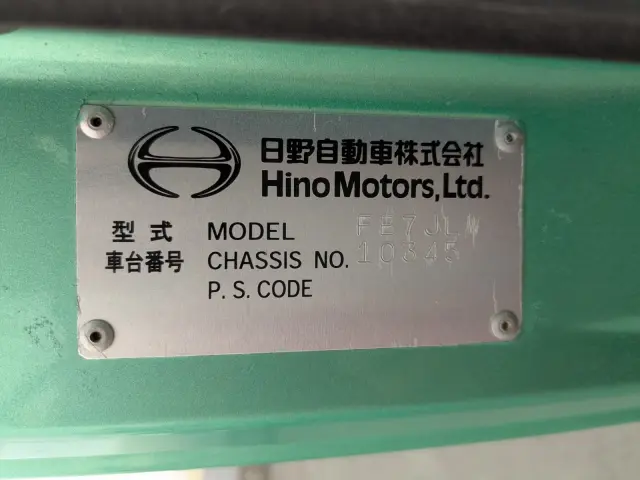 日野自動車株式会社
Hino Motors, Ltd.
型式 MODEL FE7JLW
車台番号 CHASSIS NO. 10345
P. S. CODE